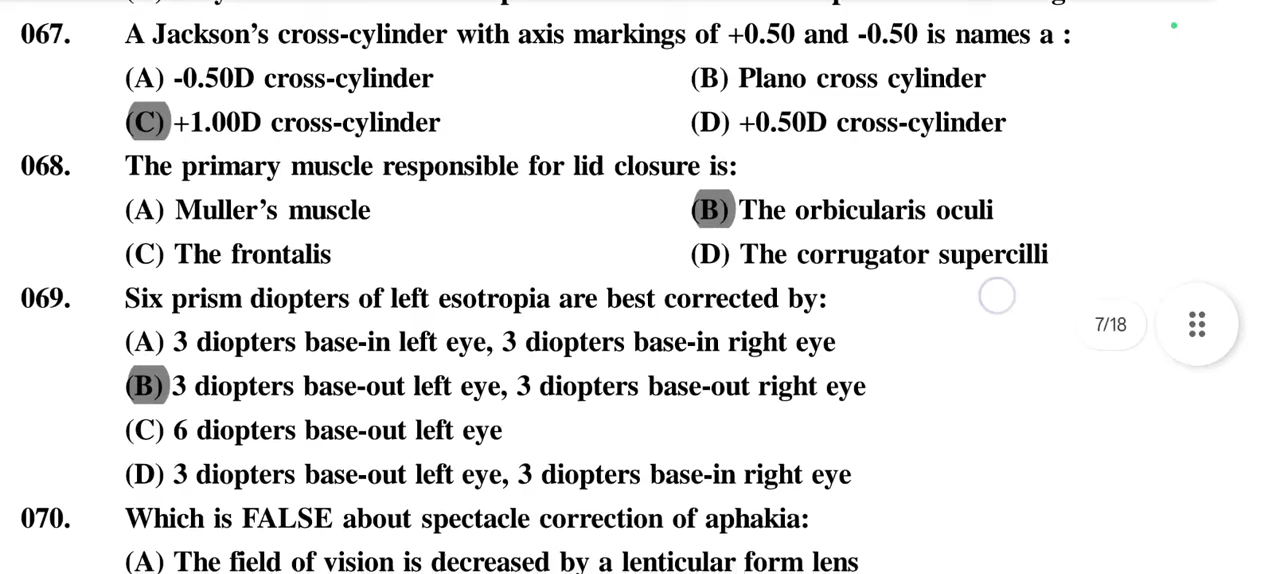 067. A Jackson's cross-cylinder with axis markings of +0.50 and -0.50 is names a :
(A) -0.50D cross-cylinder (B) Plano cross cylinder
(C) +1.00D cross-cylinder (D) +0.50D cross-cylinder
068. The primary muscle responsible for lid closure is:
(A) Muller's muscle (B) The orbicularis oculi
(C) The frontalis (D) The corrugator supercilli
069. Six prism diopters of left esotropia are best corrected by:
(A) 3 diopters base-in left eye, 3 diopters base-in right eye
7/18
(B) 3 diopters base-out left eye, 3 diopters base-out right eye
(C) 6 diopters base-out left eye
(D) 3 diopters base-out left eye, 3 diopters base-in right eye
070. Which is FALSE about spectacle correction of aphakia:
(A) The field of vision is decreased by a lenticular form lens